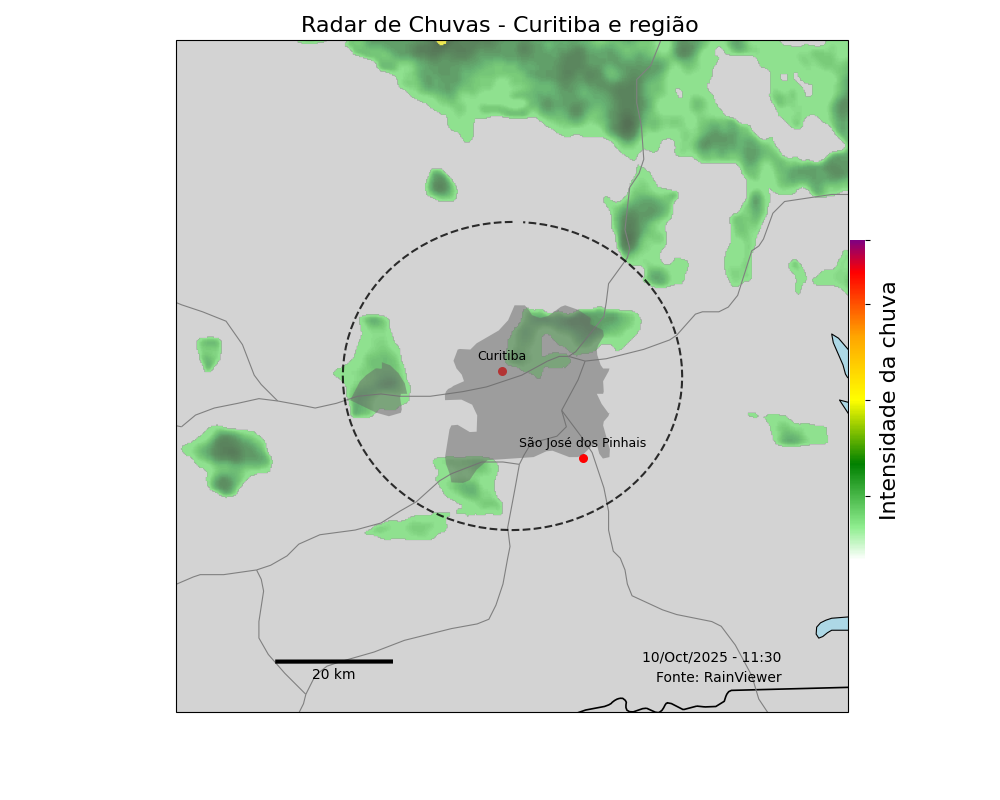 Radar de Chuvas - Curitiba e região
Curitiba
São José dos Pinhais
Intensidade da chuva
20 km
10/Oct/2025 - 11:30
Fonte: RainViewer